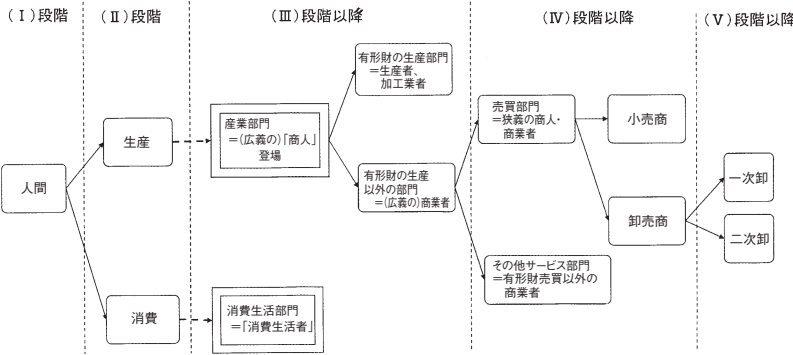 (Ⅰ)段階
(Ⅱ)段階
(Ⅲ)段階以降
(Ⅳ)段階以降
(Ⅴ)段階以降
人間
生産
消費
産業部門
＝(広義の)「商人」
登場
消費生活部門
＝「消費生活者」
有形財の生産部門
＝生産者、
加工業者
有形財の生産
以外の部門
＝(広義の)商業者
売買部門
＝狭義の商人・
商業者
その他サービス部門
＝有形財売買以外の
商業者
小売商
卸売商
一次卸
二次卸